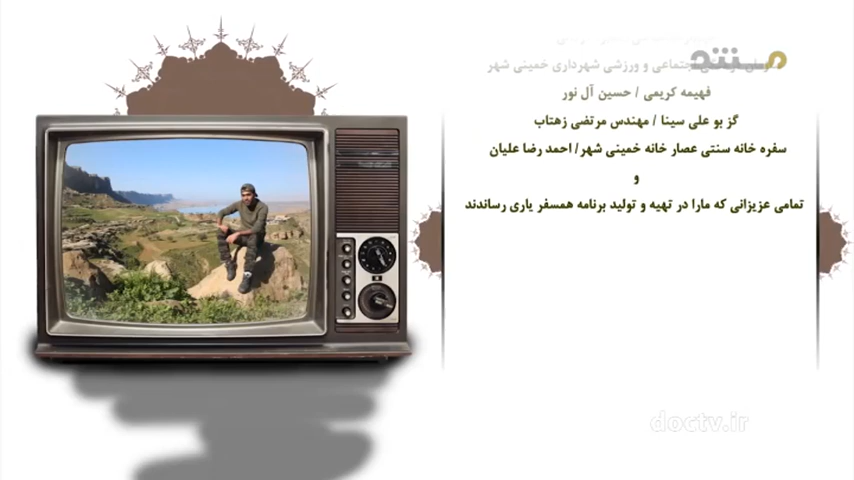 مستند
اجتماعی و ورزشی شهرداری خمینی شهر
فهیمه کریمی / حسین آل نور
گز بو علی سینا / مهندس مرتضی زهتاب
سفره خانه سنتی عصار خانه خمینی شهر/ احمد رضا علیان
و
تمامی عزیزانی که مارا در تهیه و تولید برنامه همسفر یاری رساندند
doctv.ir